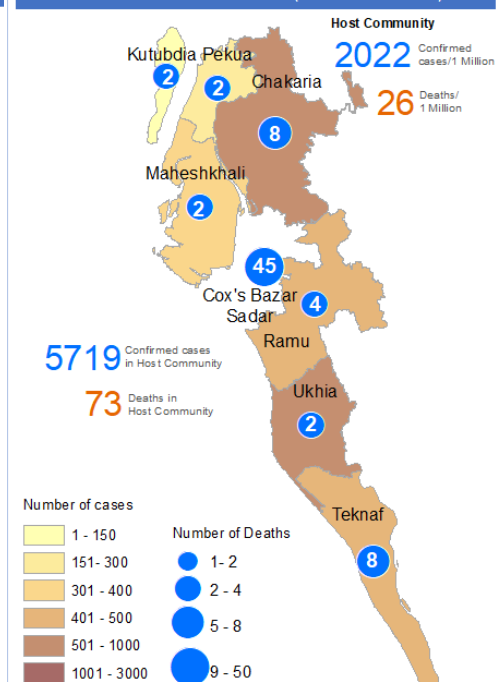 Host Community
2022 Confirmed cases/1 Million
26 Deaths/ 1 Million
Kutubdia Pekua
2
2
Chakaria
8
Maheshkhali
2
45
Cox's Bazar
Sadar
4
Ramu
5719 Confirmed cases in Host Community
73 Deaths in Host Community
Ukhia
2
Teknaf
8
Number of cases
1 - 150
151- 300
301 - 400
401 - 500
501 - 1000
1001 - 3000
Number of Deaths
1- 2
2 - 4
5 - 8
9 - 50